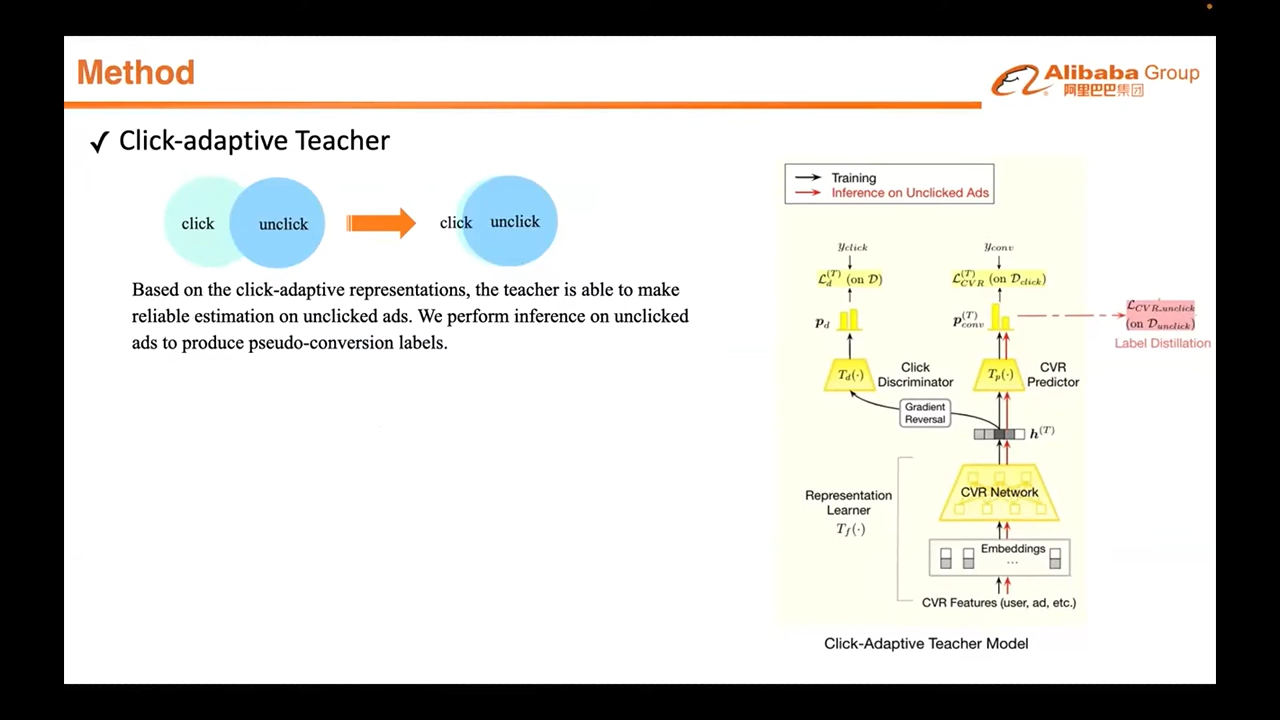 Method
Alibaba Group
阿里巴巴集团
✓ Click-adaptive Teacher
click
unclick
click
unclick
Based on the click-adaptive representations, the teacher is able to make
reliable estimation on unclicked ads. We perform inference on unclicked
ads to produce pseudo-conversion labels.
Training
Inference on Unclicked Ads
y_click
y_conv
ℒ_d^(T) (on 𝒟)
ℒ_CVR^(T) (on 𝒟_click)
ℒ_CVR_unclick
(on 𝒟_unclick)
Label Distillation
p_d
p_conv^(T)
T_d(·)
Click
Discriminator
T_p(·)
CVR
Predictor
Gradient
Reversal
h^(T)
Representation
Learner
T_f(·)
CVR Network
Embeddings
...
CVR Features (user, ad, etc.)
Click-Adaptive Teacher Model